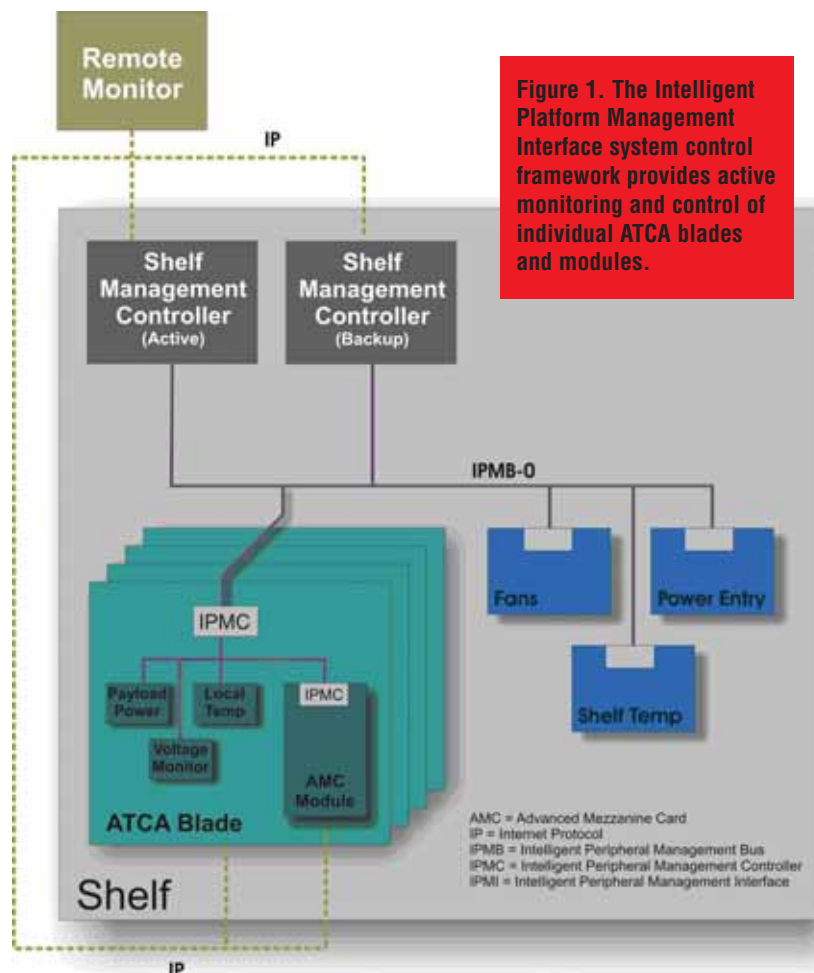 Remote
Monitor
Figure 1. The Intelligent
Platform Management
Interface system control
framework provides active
monitoring and control of
individual ATCA blades
and modules.
IP
Shelf
Management
Controller
(Active)
Shelf
Management
Controller
(Backup)
IPMB-0
Fans
Power Entry
Shelf Temp
IPMC
Payload
Power
Local
Temp
IPMC
Voltage
Monitor
AMC
Module
ATCA Blade
AMC = Advanced Mezzanine Card
IP = Internet Protocol
IPMB = Intelligent Peripheral Management Bus
IPMC = Intelligent Peripheral Management Controller
IPMI = Intelligent Peripheral Management Interface
Shelf
IP